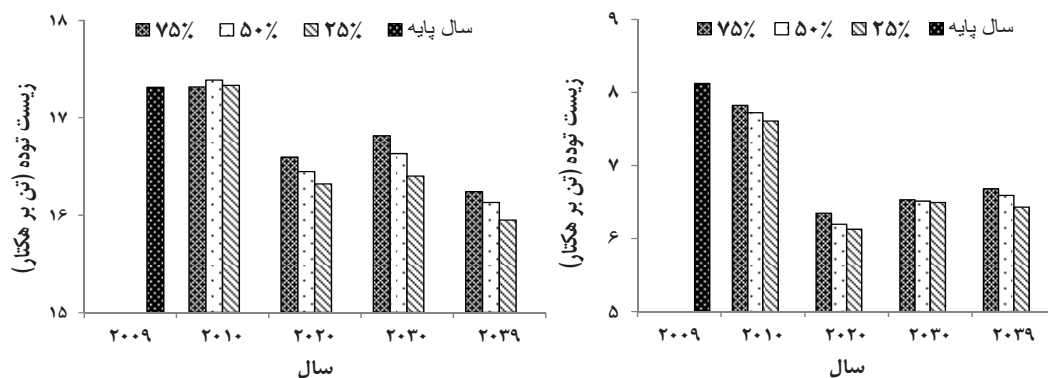 ۱۸
۱۷
۱۶
۱۵
زیست توده (تن بر هکتار)
۷۵٪ ۵۰٪ ۲۵٪ سال پایه
۲۰۰۹ ۲۰۱۰ ۲۰۲۰ ۲۰۳۰ ۲۰۳۹
سال
۹
۸
۷
۶
۵
زیست توده (تن بر هکتار)
۷۵٪ ۵۰٪ ۲۵٪ سال پایه
۲۰۰۹ ۲۰۱۰ ۲۰۲۰ ۲۰۳۰ ۲۰۳۹
سال